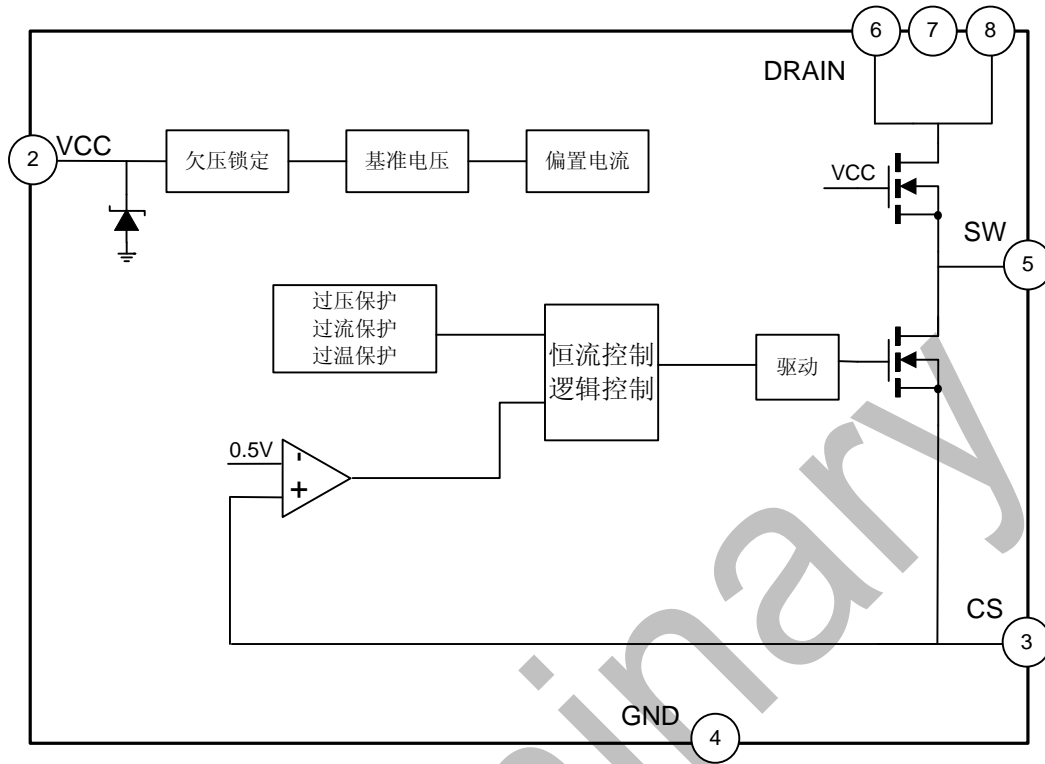 6 7 8
DRAIN
2
VCC
欠压锁定
基准电压
偏置电流
VCC
SW
5
过压保护
过流保护
过温保护
恒流控制
逻辑控制
驱动
0.5V
-
+
CS
3
GND
4
inary